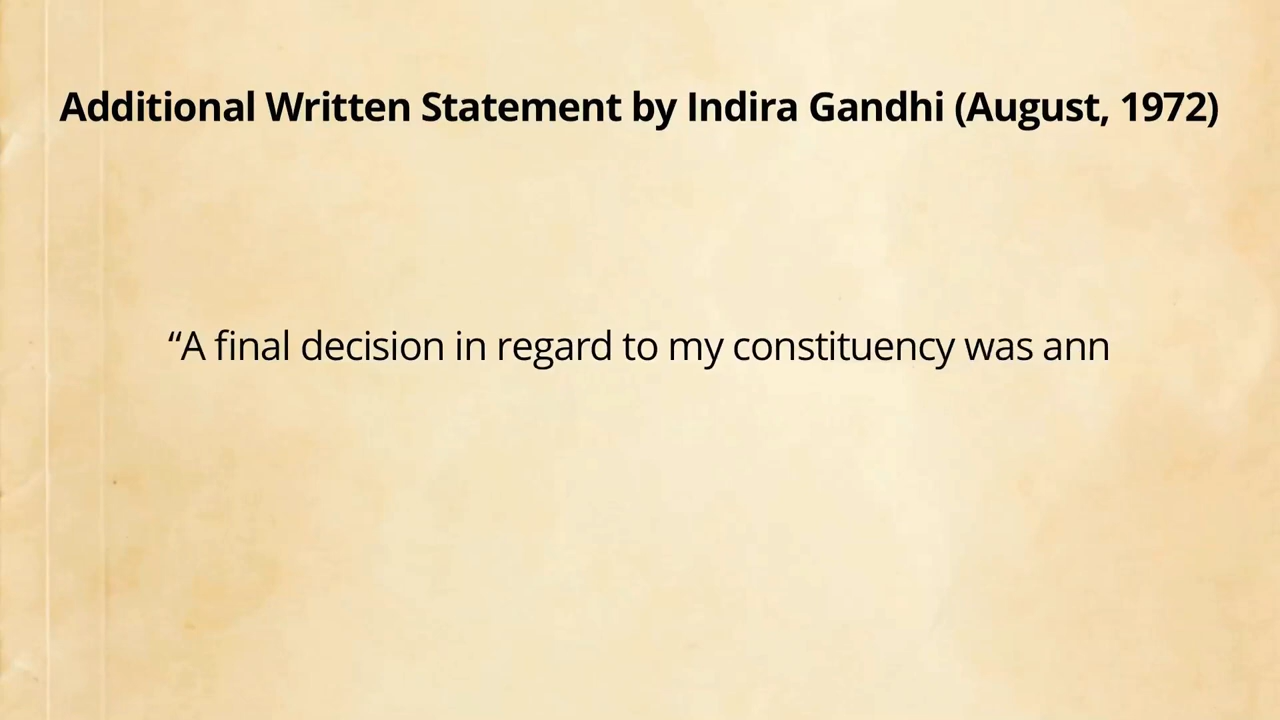 Additional Written Statement by Indira Gandhi (August, 1972)
“A final decision in regard to my constituency was ann